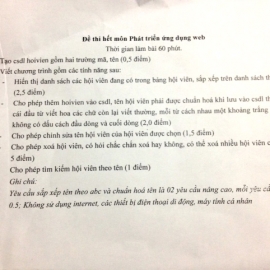 Đề thi hết môn Phát triển ứng dụng web
Thời gian làm bài 60 phút.
Tạo csdl hoivien gồm hai trường mã, tên (0,5 điểm)
Viết chương trình gồm các tính năng sau:
- Hiển thị danh sách các hội viên đang có trong bảng hội viên, sắp xếp trên danh sách th
(2,5 điểm)
- Cho phép thêm hoivien vào csdl, tên hội viên phải được chuẩn hoá khi lưu vào csdl th
cái đầu từ viết hoa các chữ còn lại viết thường, mỗi từ cách nhau một khoảng trắng
không có dấu cách đầu dòng và cuối dòng (2,0 điểm)
- Cho phép chỉnh sửa tên hội viên của hội viên được chọn (1,5 điểm)
- Cho phép xoá hội viên, có hỏi chắc chắn xoá hay không, có thể xoá nhiều hội viên c
5 điểm)
Cho phép tìm kiếm hội viên theo tên (1 điểm)
Ghi chú:
Yêu cầu sắp xếp tên theo abc và chuẩn hoá tên là 02 yêu cầu nâng cao, mỗi yêu cầ
0.5; Không sử dụng internet, các thiết bị điện thoại di động, máy tính cá nhân